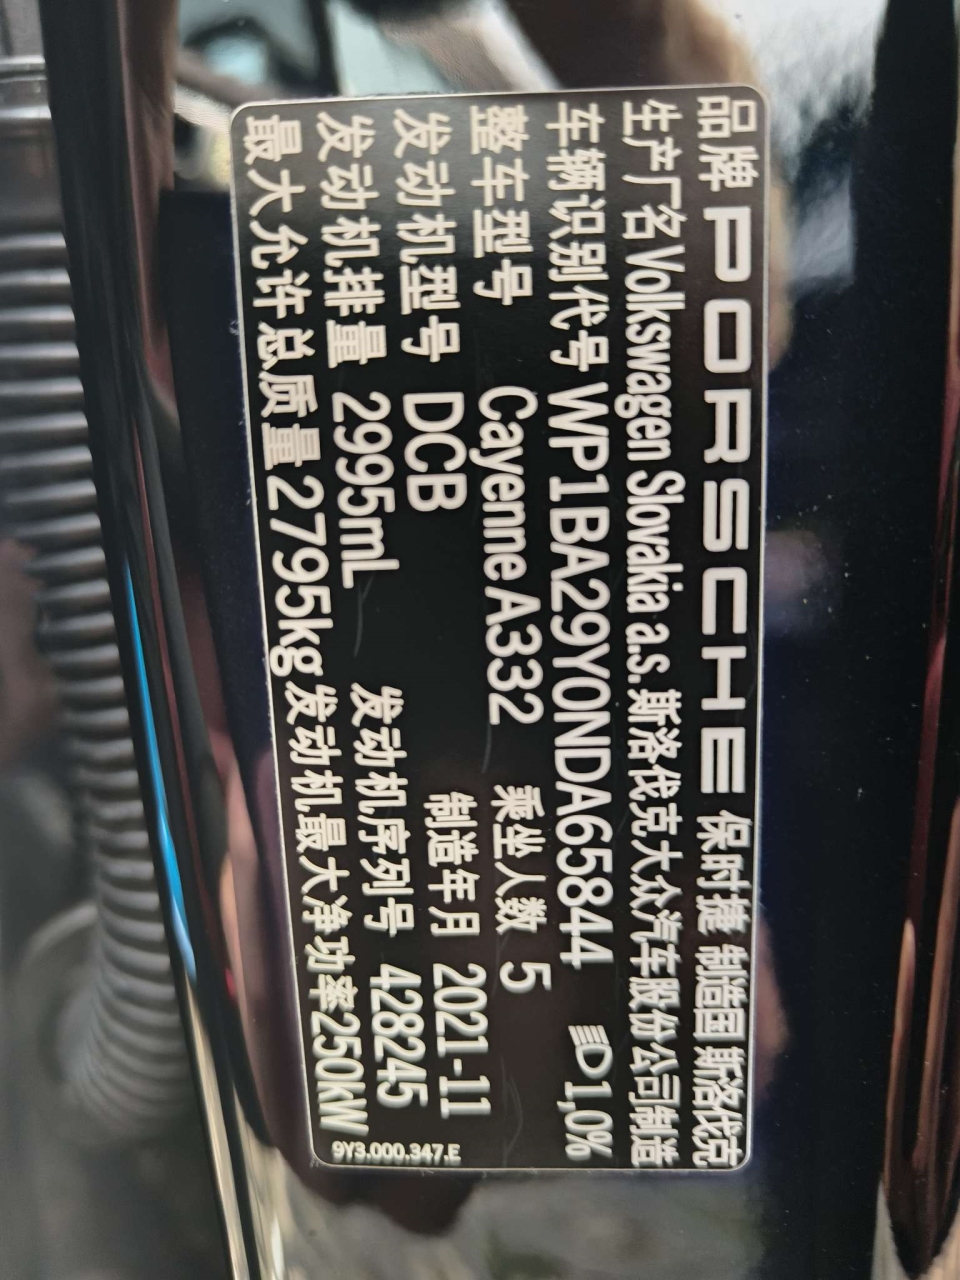 品牌 PORSCHE 保时捷 制造国 斯洛伐克
生产厂名 Volkswagen Slovakia a.s. 斯洛伐克大众汽车股份公司制造
车辆识别代号 WP1BA29Y0NDA65844 1,0%
整车型号 Cayenne A332 乘坐人数 5
发动机型号 DCB 制造年月 2021-11
发动机排量 2995mL 发动机序列号 428245
最大允许总质量 2795kg 发动机最大净功率 250kW
9Y3.000.347.E